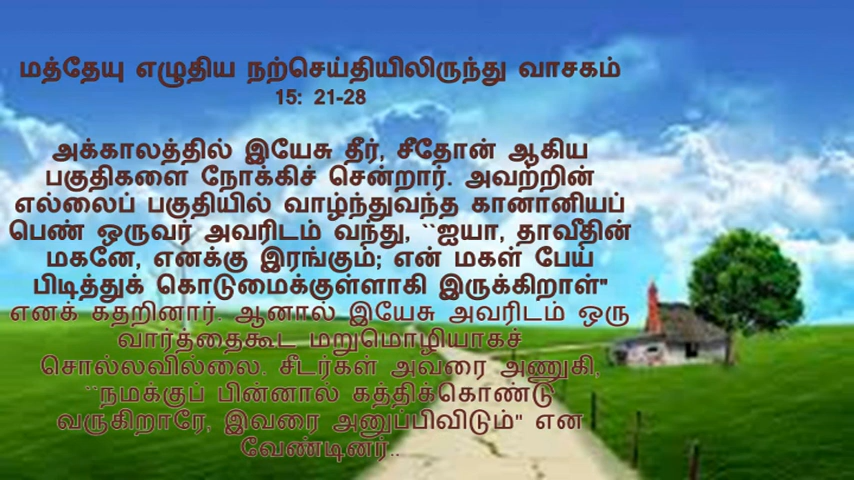 மத்தேயு எழுதிய நற்செய்தியிலிருந்து வாசகம்
15: 21-28
அக்காலத்தில் இயேசு தீர், சீதோன் ஆகிய
பகுதிகளை நோக்கிச் சென்றார். அவற்றின்
எல்லைப் பகுதியில் வாழ்ந்துவந்த கானானியப்
பெண் ஒருவர் அவரிடம் வந்து, ``ஐயா, தாவீதின்
மகனே, எனக்கு இரங்கும்; என் மகள் பேய்
பிடித்துக் கொடுமைக்குள்ளாகி இருக்கிறாள்"
எனக் கதறினார். ஆனால் இயேசு அவரிடம் ஒரு
வார்த்தைகூட மறுமொழியாகச்
சொல்லவில்லை. சீடர்கள் அவரை அணுகி,
``நமக்குப் பின்னால் கத்திக்கொண்டு
வருகிறாரே, இவரை அனுப்பிவிடும்" என
வேண்டினர்..